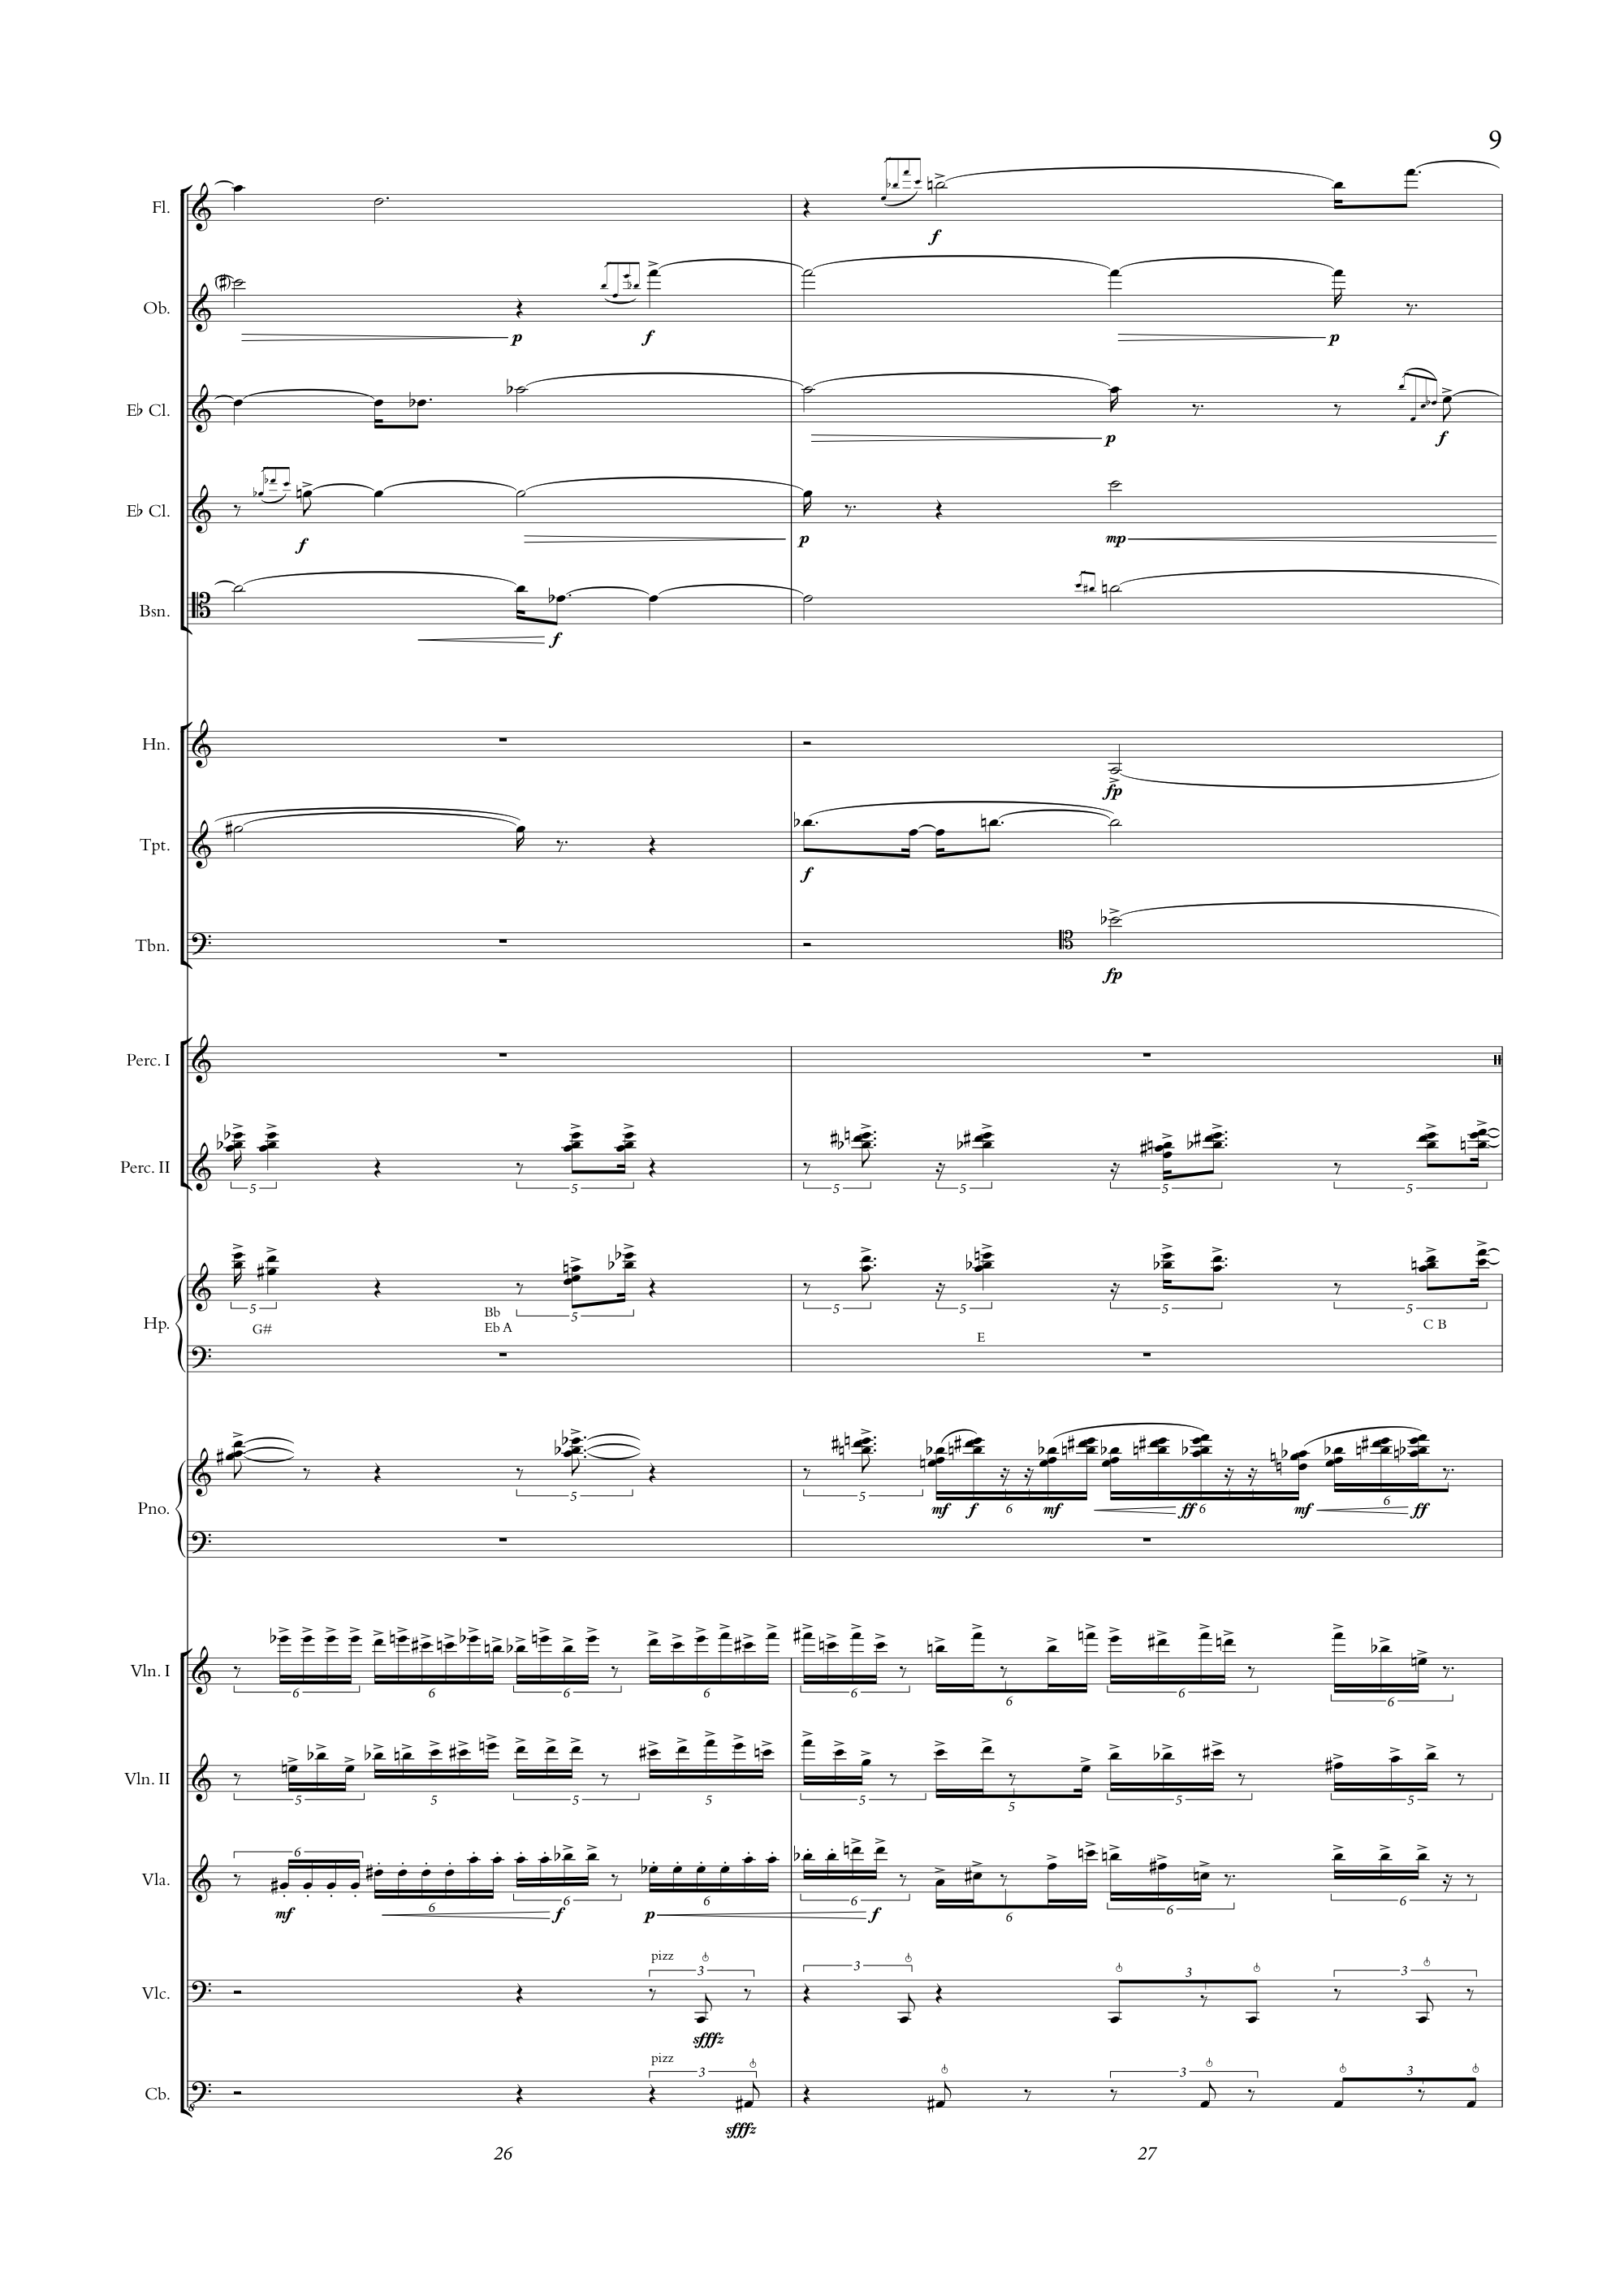 9
Fl.
f
Ob.
p f p
E♭ Cl.
p f
E♭ Cl.
f p mp
Bsn.
f
Hn.
fp
Tpt.
f
Tbn.
fp
Perc. I
Perc. II
5 5 5 5 5 5
5 5 5 5 5 5
Hp.
G#
Bb
Eb A
E
C B
Pno.
5 5 6 6 6
mf f mf ff mf ff
Vln. I
6 6 6 6 6 6 6 6
Vln. II
5 5 5 5 5 5 5 5
Vla.
6 6 6 6 6 6 6 6
mf f p f
pizz
Vlc.
3 3 3 3
sfffz
pizz
Cb.
3 3 3
sfffz
26 27